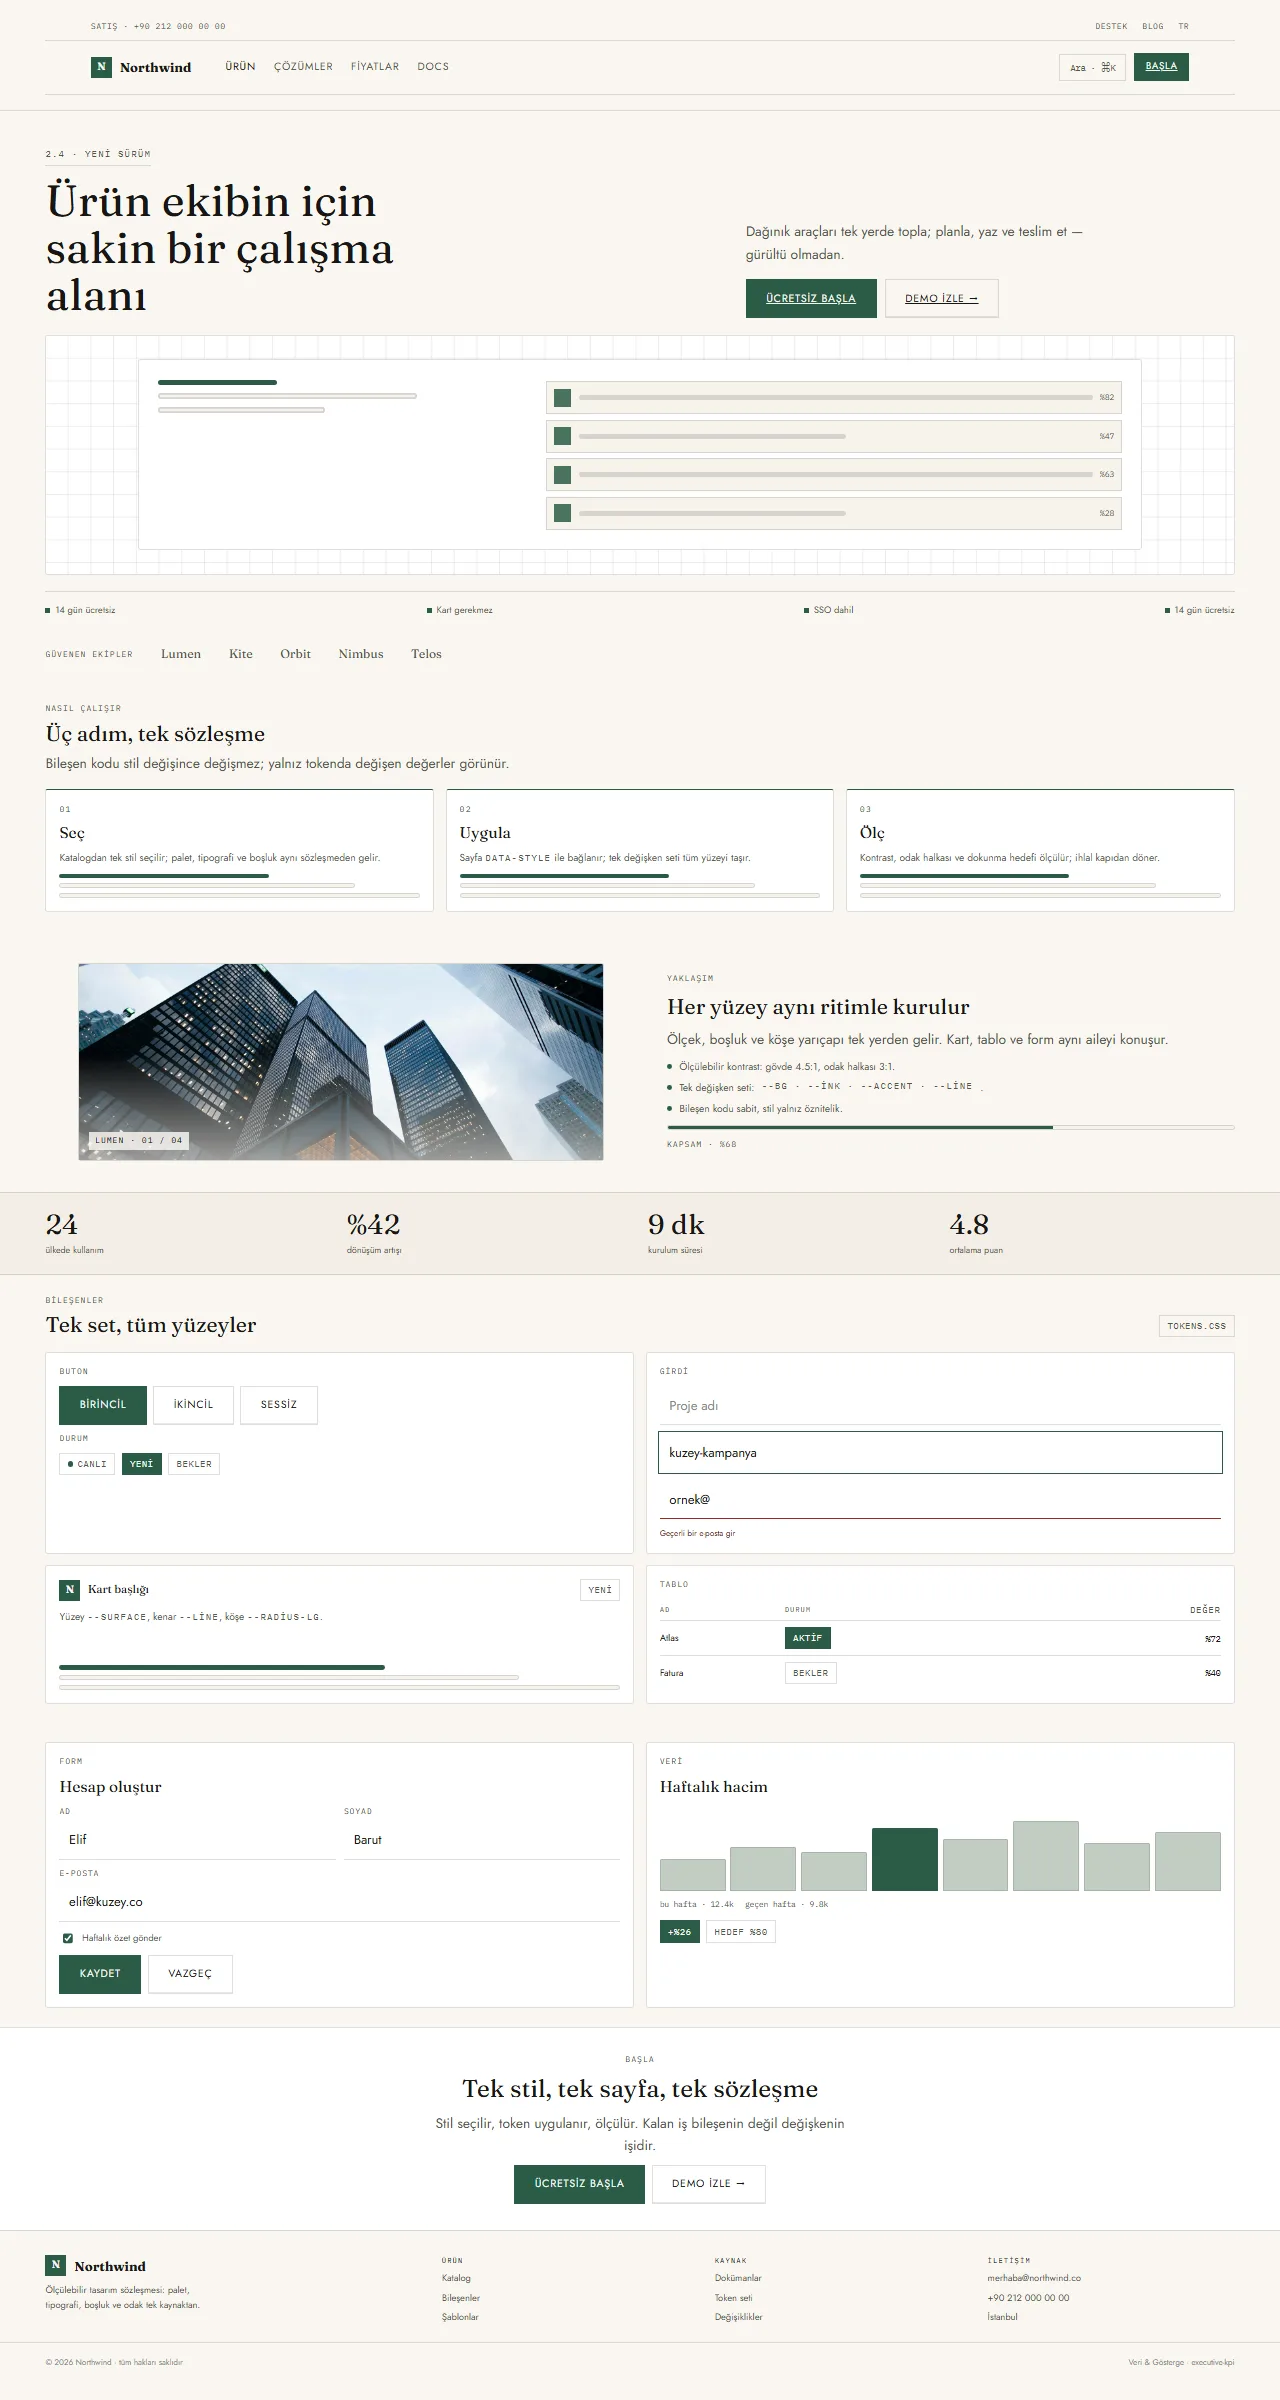 SATIŞ · +90 212 000 00 00
DESTEK BLOG TR
N Northwind ÜRÜN ÇÖZÜMLER FİYATLAR DOCS Ara · ⌘K BAŞLA
2.4 · YENİ SÜRÜM
Ürün ekibin için
sakin bir çalışma
alanı
Dağınık araçları tek yerde topla; planla, yaz ve teslim et —
gürültü olmadan.
ÜCRETSİZ BAŞLA DEMO İZLE →
%82
%47
%63
%28
14 gün ücretsiz Kart gerekmez SSO dahil 14 gün ücretsiz
GÜVENEN EKİPLER Lumen Kite Orbit Nimbus Telos
NASIL ÇALIŞIR
Üç adım, tek sözleşme
Bileşen kodu stil değişince değişmez; yalnız tokenda değişen değerler görünür.
01
Seç
Katalogdan tek stil seçilir; palet, tipografi ve boşluk aynı sözleşmeden gelir.
02
Uygula
Sayfa DATA-STYLE ile bağlanır; tek değişken seti tüm yüzeyi taşır.
03
Ölç
Kontrast, odak halkası ve dokunma hedefi ölçülür; ihlal kapıdan döner.
LUMEN · 01 / 04
YAKLAŞIM
Her yüzey aynı ritimle kurulur
Ölçek, boşluk ve köşe yarıçapı tek yerden gelir. Kart, tablo ve form aynı aileyi konuşur.
Ölçülebilir kontrast: gövde 4.5:1, odak halkası 3:1.
Tek değişken seti: --BG · --İNK · --ACCENT · --LİNE .
Bileşen kodu sabit, stil yalnız öznitelik.
KAPSAM · %68
24
ülkede kullanım
%42
dönüşüm artışı
9 dk
kurulum süresi
4.8
ortalama puan
BİLEŞENLER
Tek set, tüm yüzeyler
TOKENS.CSS
BUTON
BİRİNCİL İKİNCİL SESSİZ
DURUM
CANLI YENİ BEKLER
GİRDİ
Proje adı
kuzey-kampanya
ornek@
Geçerli bir e-posta gir
N Kart başlığı YENİ
Yüzey --SURFACE, kenar --LİNE, köşe --RADİUS-LG.
TABLO
AD DURUM DEĞER
Atlas AKTİF %72
Fatura BEKLER %40
FORM
Hesap oluştur
AD SOYAD
Elif Barut
E-POSTA
elif@kuzey.co
Haftalık özet gönder
KAYDET VAZGEÇ
VERİ
Haftalık hacim
bu hafta · 12.4k geçen hafta · 9.8k
+%26 HEDEF %80
BAŞLA
Tek stil, tek sayfa, tek sözleşme
Stil seçilir, token uygulanır, ölçülür. Kalan iş bileşenin değil değişkenin
işidir.
ÜCRETSİZ BAŞLA DEMO İZLE →
N Northwind
Ölçülebilir tasarım sözleşmesi: palet,
tipografi, boşluk ve odak tek kaynaktan.
ÜRÜN
Katalog
Bileşenler
Şablonlar
KAYNAK
Dokümanlar
Token seti
Değişiklikler
İLETİŞİM
merhaba@northwind.co
+90 212 000 00 00
İstanbul
© 2026 Northwind · tüm hakları saklıdır
Veri & Gösterge · executive-kpi